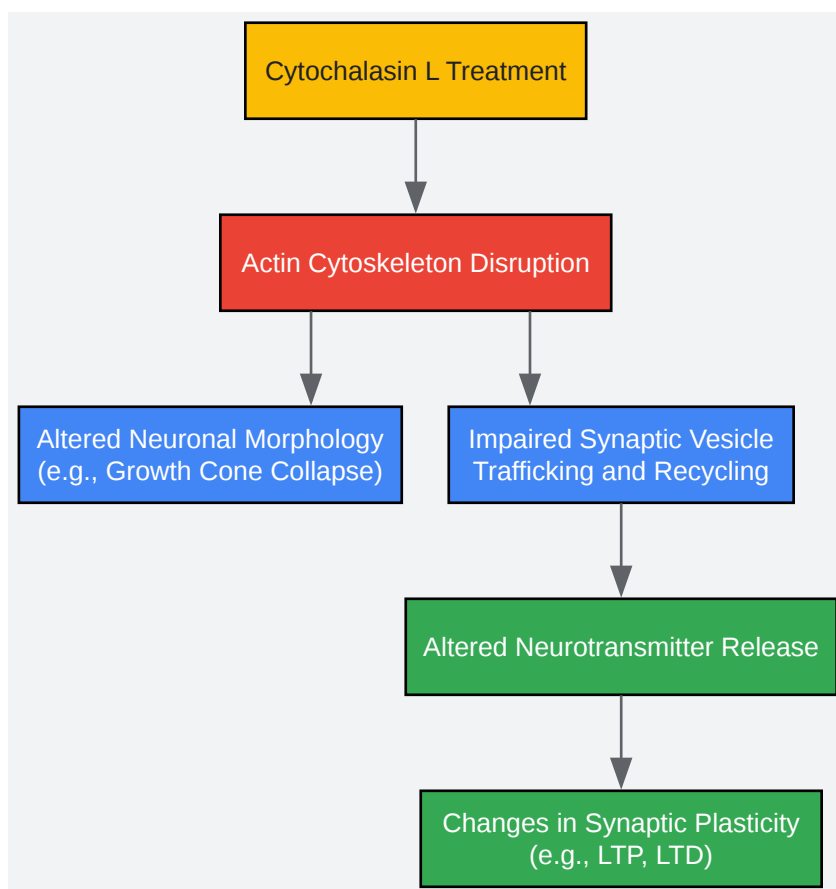 Cytochalasin L Treatment
Actin Cytoskeleton Disruption
Altered Neuronal Morphology
(e.g., Growth Cone Collapse)
Impaired Synaptic Vesicle
Trafficking and Recycling
Altered Neurotransmitter Release
Changes in Synaptic Plasticity
(e.g., LTP, LTD)